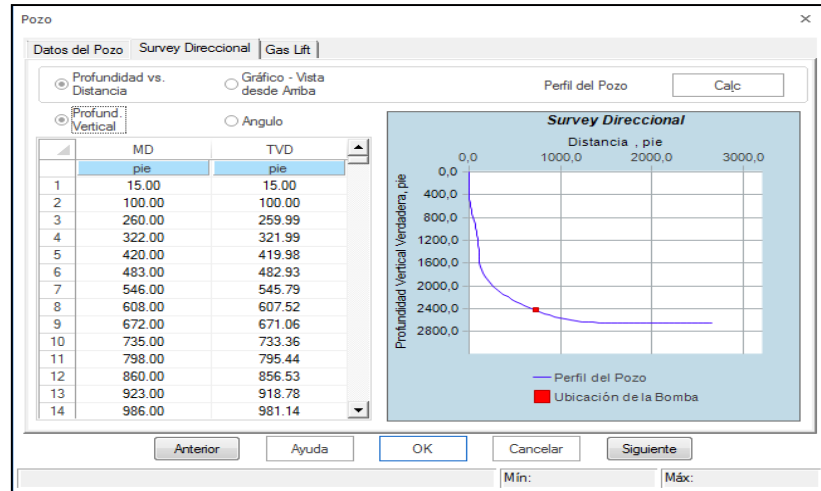 Pozo
Datos del Pozo Survey Direccional Gas Lift
Profundidad vs. Distancia
Gráfico - Vista desde Arriba
Perfil del Pozo
Calc
Profund. Vertical
Angulo
MD TVD
pie pie
1 15.00 15.00
2 100.00 100.00
3 260.00 259.99
4 322.00 321.99
5 420.00 419.98
6 483.00 482.93
7 546.00 545.79
8 608.00 607.52
9 672.00 671.06
10 735.00 733.36
11 798.00 795.44
12 860.00 856.53
13 923.00 918.78
14 986.00 981.14
Survey Direccional
Distancia , pie
0,0 1000,0 2000,0 3000,0
Profundidad Vertical Verdadera, pie
0,0
400,0
800,0
1200,0
1600,0
2000,0
2400,0
2800,0
Perfil del Pozo
Ubicación de la Bomba
Anterior Ayuda OK Cancelar Siguiente
Mín: Máx: